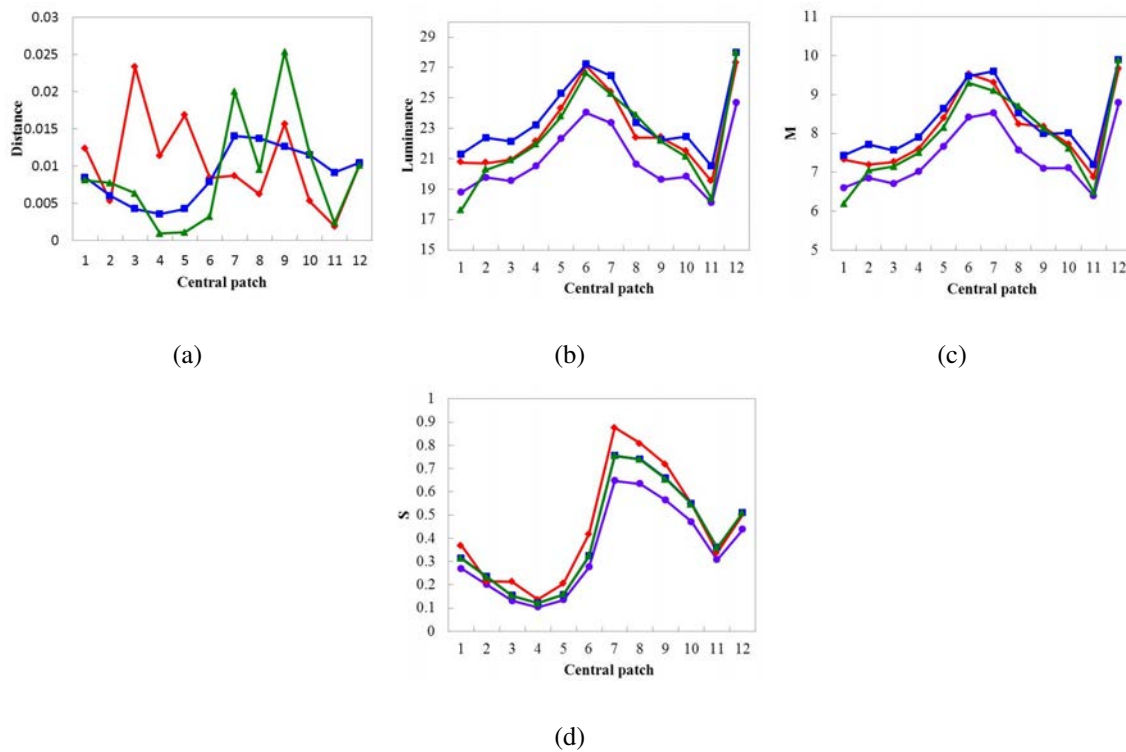 0.03
0.025
0.02
0.015
0.01
0.005
0
Distance
1 2 3 4 5 6 7 8 9 10 11 12
Central patch
(a)
29
27
25
23
21
19
17
15
Luminance
1 2 3 4 5 6 7 8 9 10 11 12
Central patch
(b)
10
9
8
7
6
5
M
1 2 3 4 5 6 7 8 9 10 11 12
Central patch
(c)
1
0.9
0.8
0.7
0.6
0.5
0.4
0.3
0.2
0.1
0
S
1 2 3 4 5 6 7 8 9 10 11 12
Central patch
(d)